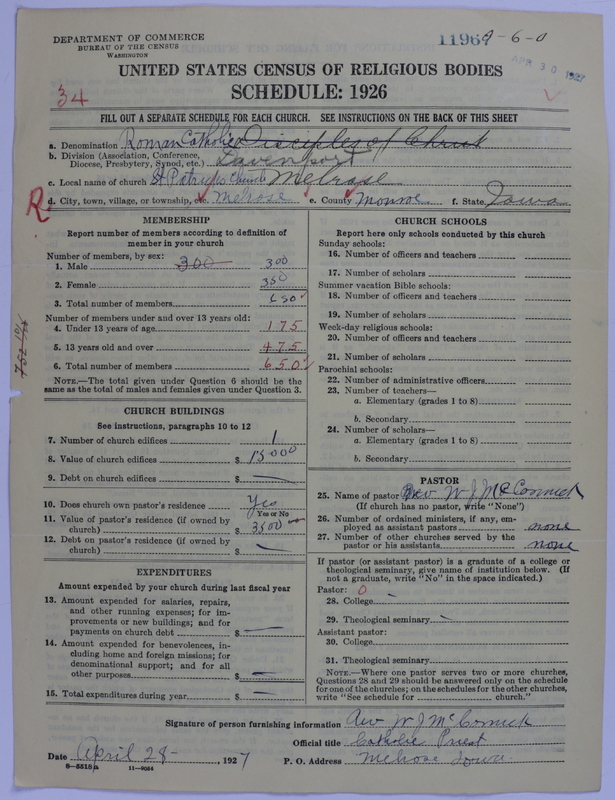 DEPARTMENT OF COMMERCE
BUREAU OF THE CENSUS
WASHINGTON
11969-6-0
APR 30 1927
UNITED STATES CENSUS OF RELIGIOUS BODIES
SCHEDULE: 1926
34
FILL OUT A SEPARATE SCHEDULE FOR EACH CHURCH. SEE INSTRUCTIONS ON THE BACK OF THIS SHEET
a. Denomination Roman Catholic Disciples of Christ
b. Division (Association, Conference, Diocese, Presbytery, Synod, etc.) Davenport
c. Local name of church St Patricks Church Melrose
R
d. City, town, village, or township, etc. Melrose e. County Monroe f. State Iowa
MEMBERSHIP
Report number of members according to definition of member in your church
Number of members, by sex:
1. Male 300 300
2. Female 350
3. Total number of members 650
Number of members under and over 13 years old:
4. Under 13 years of age 175
5. 13 years old and over 475
6. Total number of members 650
NOTE.—The total given under Question 6 should be the same as the total of males and females given under Question 3.
CHURCH BUILDINGS
See instructions, paragraphs 10 to 12
7. Number of church edifices 1
8. Value of church edifices $ 15000
9. Debt on church edifices $ —
10. Does church own pastor's residence Yes
Yes or No
11. Value of pastor's residence (if owned by church) $ 3500
12. Debt on pastor's residence (if owned by church) $ —
EXPENDITURES
Amount expended by your church during last fiscal year
13. Amount expended for salaries, repairs, and other running expenses; for improvements or new buildings; and for payments on church debt $ —
14. Amount expended for benevolences, including home and foreign missions; for denominational support; and for all other purposes $ —
15. Total expenditures during year $ —
CHURCH SCHOOLS
Report here only schools conducted by this church
Sunday schools:
16. Number of officers and teachers
17. Number of scholars
Summer vacation Bible schools:
18. Number of officers and teachers
19. Number of scholars
Week-day religious schools:
20. Number of officers and teachers
21. Number of scholars
Parochial schools:
22. Number of administrative officers
23. Number of teachers—
a. Elementary (grades 1 to 8)
b. Secondary
24. Number of scholars—
a. Elementary (grades 1 to 8)
b. Secondary
PASTOR
25. Name of pastor Rev W J McCormick
(If church has no pastor, write "None")
26. Number of ordained ministers, if any, employed as assistant pastors none
27. Number of other churches served by the pastor or his assistants none
If pastor (or assistant pastor) is a graduate of a college or theological seminary, give name of institution below. (If not a graduate, write "No" in the space indicated.)
Pastor: 0
28. College —
29. Theological seminary —
Assistant pastor:
30. College
31. Theological seminary
NOTE.—Where one pastor serves two or more churches, Questions 28 and 29 should be answered only on the schedule for one of the churches; on the schedules for the other churches, write "See schedule for church."
Signature of person furnishing information Rev W J McCormick
Official title Catholic Priest
Date April 28 - , 1927 P. O. Address Melrose Iowa
8-5518a 11-9064